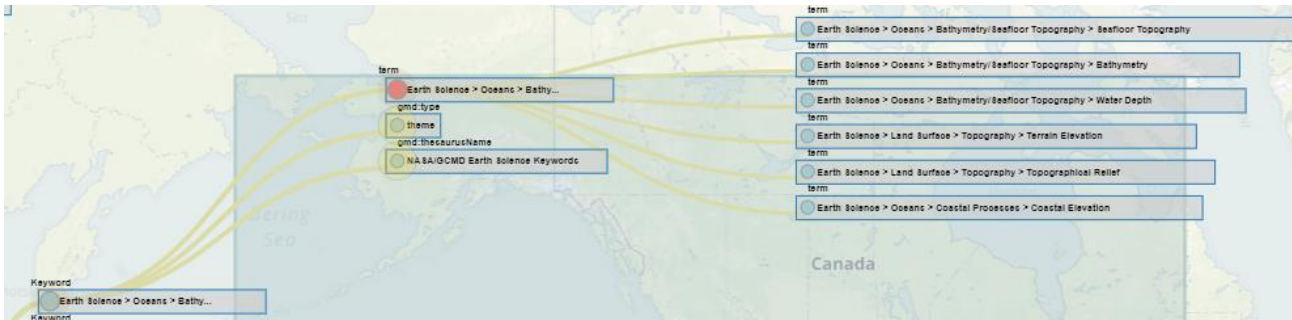 term
Earth Science > Oceans > Bathymetry/Seafloor Topography > Seafloor Topography
term
Earth Science > Oceans > Bathymetry/Seafloor Topography > Bathymetry
term
Earth Science > Oceans > Bathy...
term
Earth Science > Oceans > Bathymetry/Seafloor Topography > Water Depth
gmd:type
theme
term
Earth Science > Land Surface > Topography > Terrain Elevation
gmd:thesaurusName
NASA/GCMD Earth Science Keywords
term
Earth Science > Land Surface > Topography > Topographical Relief
term
Earth Science > Oceans > Coastal Processes > Coastal Elevation
Bering
Sea
Canada
Keyword
Earth Science > Oceans > Bathy...
Keyword